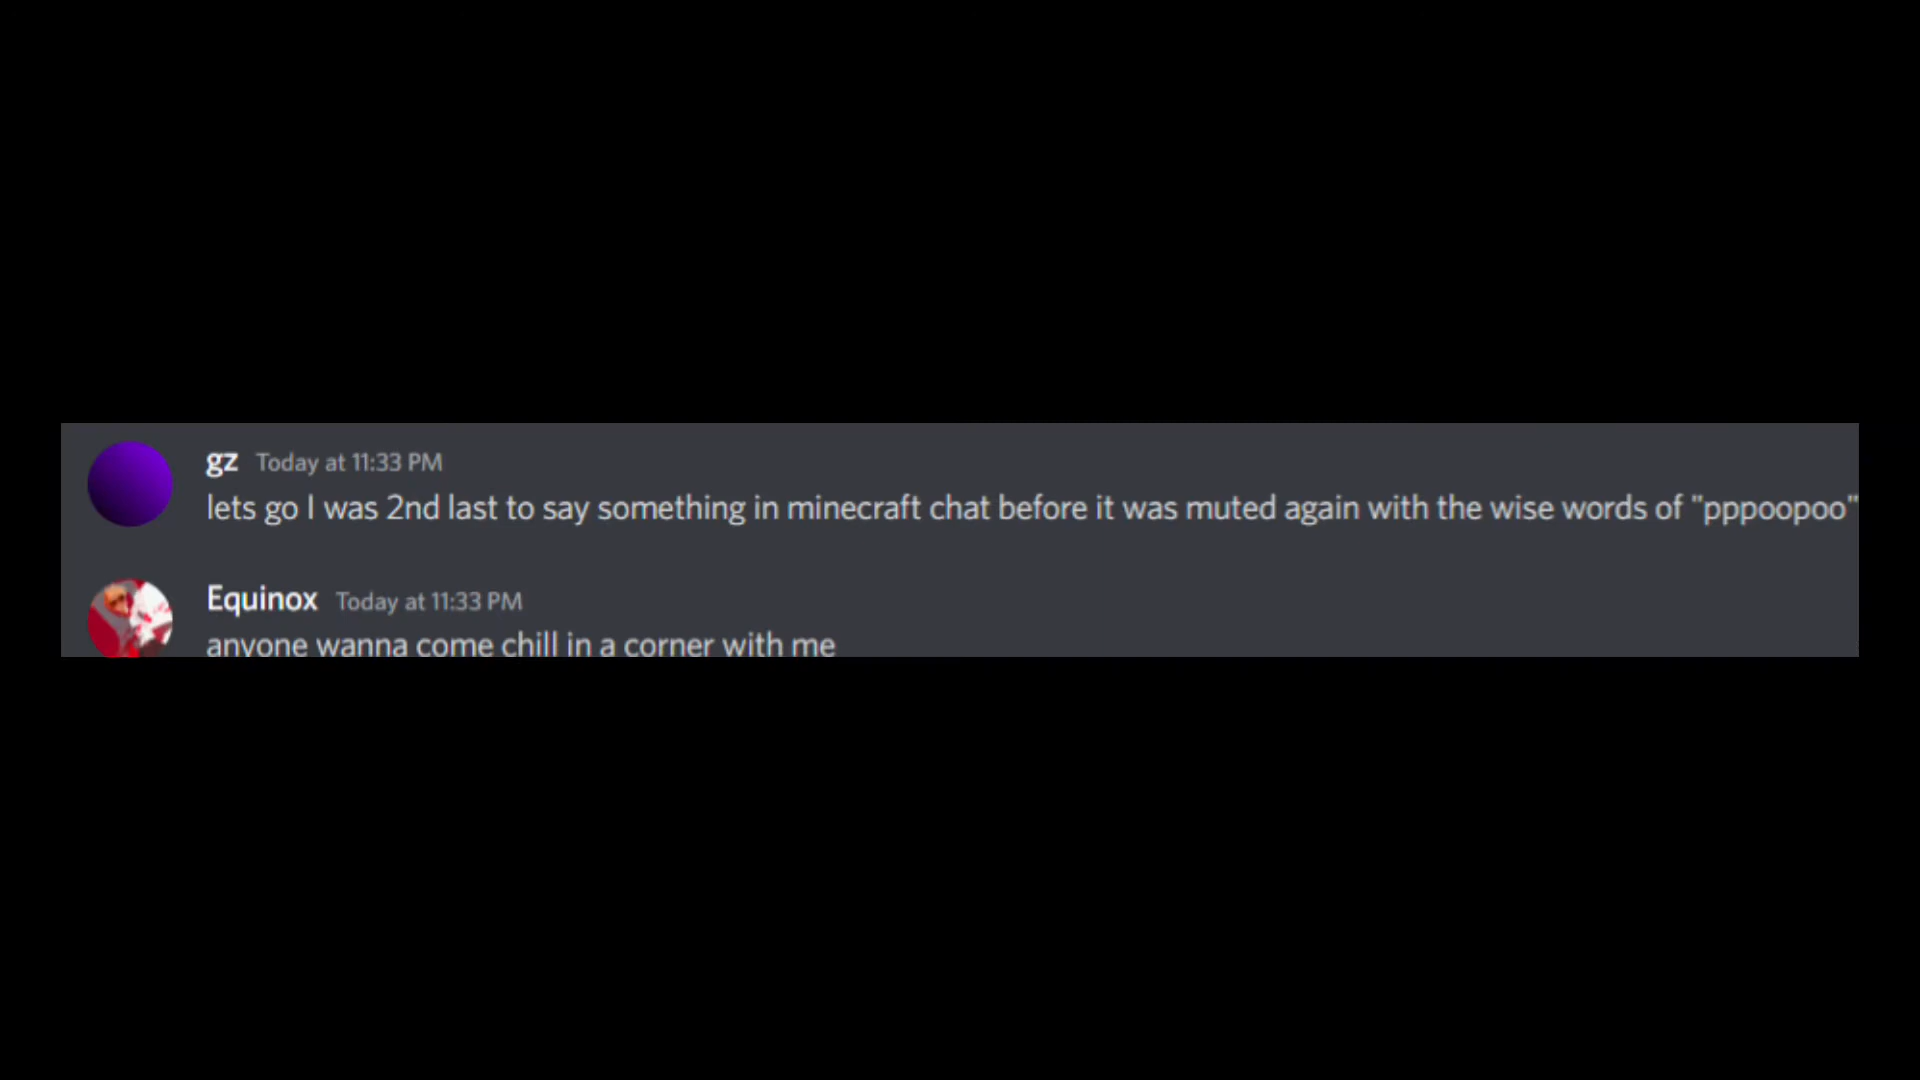 gz Today at 11:33 PM
lets go I was 2nd last to say something in minecraft chat before it was muted again with the wise words of "pppoopoo"
Equinox Today at 11:33 PM
anyone wanna come chill in a corner with me